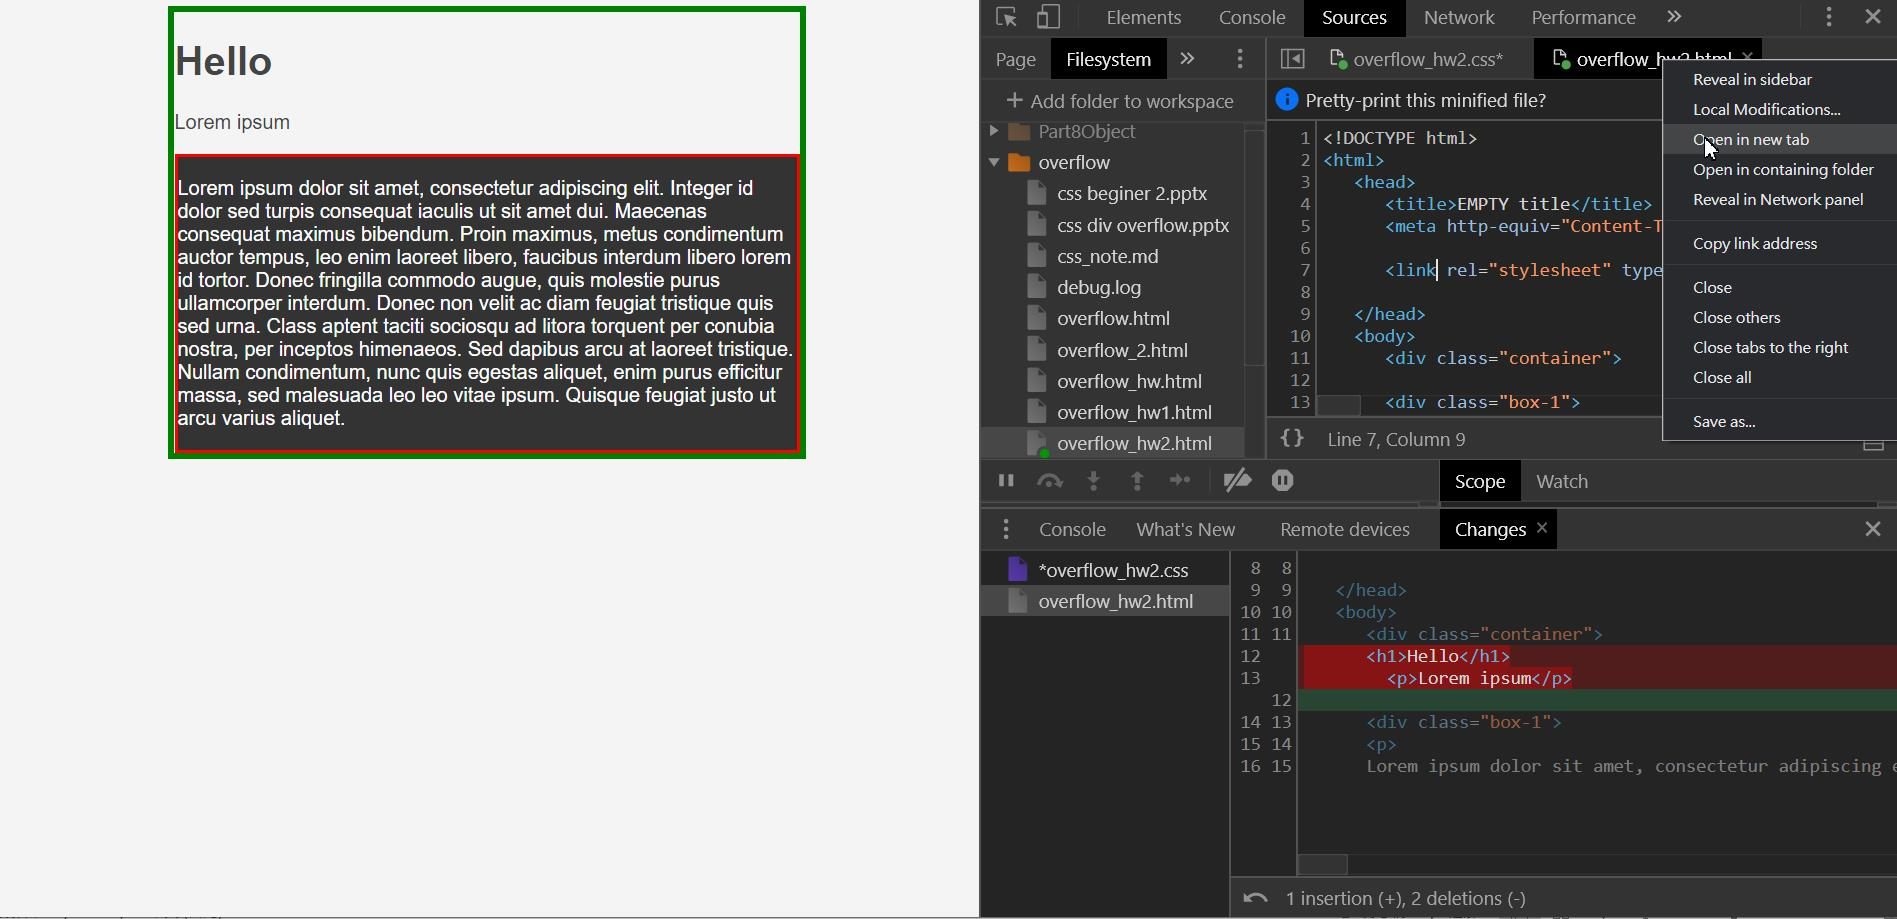 Hello
Lorem ipsum
Lorem ipsum dolor sit amet, consectetur adipiscing elit. Integer id
dolor sed turpis consequat iaculis ut sit amet dui. Maecenas
consequat maximus bibendum. Proin maximus, metus condimentum
auctor tempus, leo enim laoreet libero, faucibus interdum libero lorem
id tortor. Donec fringilla commodo augue, quis molestie purus
ullamcorper interdum. Donec non velit ac diam feugiat tristique quis
sed urna. Class aptent taciti sociosqu ad litora torquent per conubia
nostra, per inceptos himenaeos. Sed dapibus arcu at laoreet tristique.
Nullam condimentum, nunc quis egestas aliquet, enim purus efficitur
massa, sed malesuada leo leo vitae ipsum. Quisque feugiat justo ut
arcu varius aliquet.
Elements Console Sources Network Performance »
Page Filesystem »
+ Add folder to workspace
Part8Object
overflow
css beginer 2.pptx
css div overflow.pptx
css_note.md
debug.log
overflow.html
overflow_2.html
overflow_hw.html
overflow_hw1.html
overflow_hw2.html
overflow_hw2.css* overflow_hw2.html
Pretty-print this minified file?
1 <!DOCTYPE html>
2 <html>
3 <head>
4 <title>EMPTY title</title>
5 <meta http-equiv="Content-T
6
7 <link rel="stylesheet" type
8
9 </head>
10 <body>
11 <div class="container">
12
13 <div class="box-1">
{} Line 7, Column 9
Reveal in sidebar
Local Modifications...
Open in new tab
Open in containing folder
Reveal in Network panel
Copy link address
Close
Close others
Close tabs to the right
Close all
Save as...
Scope Watch
Console What's New Remote devices Changes
*overflow_hw2.css
overflow_hw2.html
8 8
9 9 </head>
10 10 <body>
11 11 <div class="container">
12 <h1>Hello</h1>
13 <p>Lorem ipsum</p>
12
14 13 <div class="box-1">
15 14 <p>
16 15 Lorem ipsum dolor sit amet, consectetur adipiscing
1 insertion (+), 2 deletions (-)